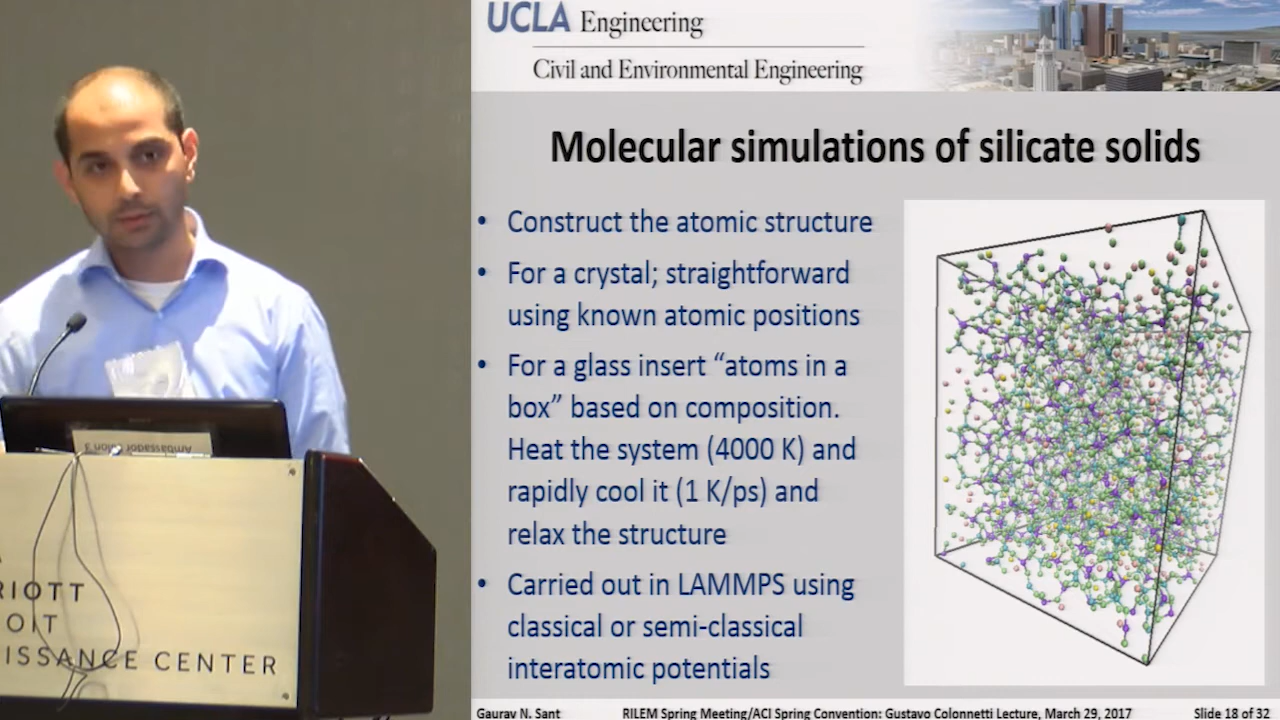 UCLA Engineering
Civil and Environmental Engineering
Molecular simulations of silicate solids
• Construct the atomic structure
• For a crystal; straightforward
using known atomic positions
• For a glass insert “atoms in a
box” based on composition.
Heat the system (4000 K) and
rapidly cool it (1 K/ps) and
relax the structure
• Carried out in LAMMPS using
classical or semi-classical
interatomic potentials
Gaurav N. Sant RILEM Spring Meeting/ACI Spring Convention: Gustavo Colonnetti Lecture, March 29, 2017 Slide 18 of 32
Ambassador Salon 3
RIOTT
OIT
ISSANCE CENTER